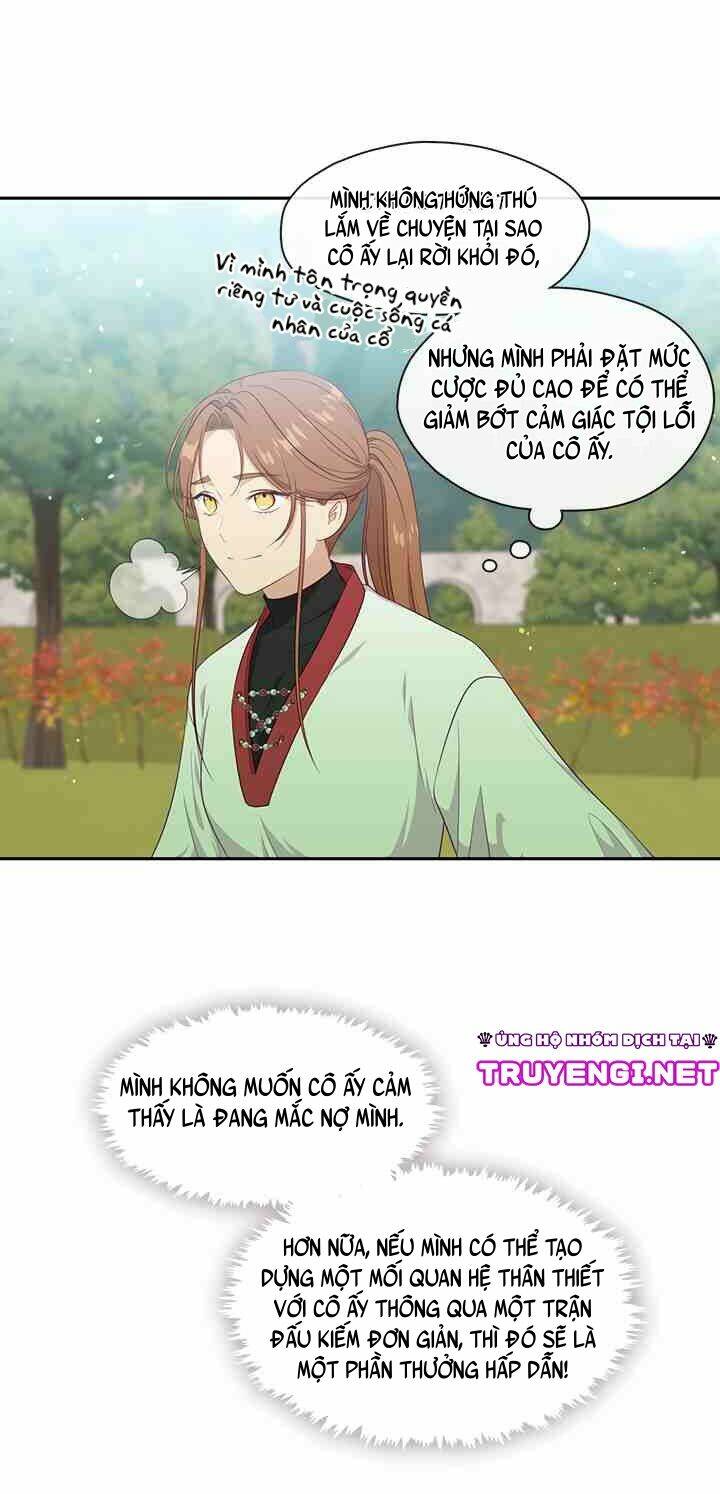 MÌNH KHÔNG HỨNG THÚ
LẮM VỀ CHUYỆN TẠI SAO
CÔ ẤY LẠI RỜI KHỎI ĐÓ,
Vì mình tôn trọng quyền
riêng tư và cuộc sống cá
nhân của cổ
NHƯNG MÌNH PHẢI ĐẶT MỨC
CƯỢC ĐỦ CAO ĐỂ CÓ THỂ
GIẢM BỚT CẢM GIÁC TỘI LỖI
CỦA CÔ ẤY.
ỦNG HỘ NHÓM DỊCH TẠI
TRUYENGI.NET
MÌNH KHÔNG MUỐN CÔ ẤY CẢM
THẤY LÀ ĐANG MẮC NỢ MÌNH.
HƠN NỮA, NẾU MÌNH CÓ THỂ TẠO
DỰNG MỘT MỐI QUAN HỆ THÂN THIẾT
VỚI CÔ ẤY THÔNG QUA MỘT TRẬN
ĐẤU KIẾM ĐƠN GIẢN, THÌ ĐÓ SẼ LÀ
MỘT PHẦN THƯỞNG HẤP DẪN!